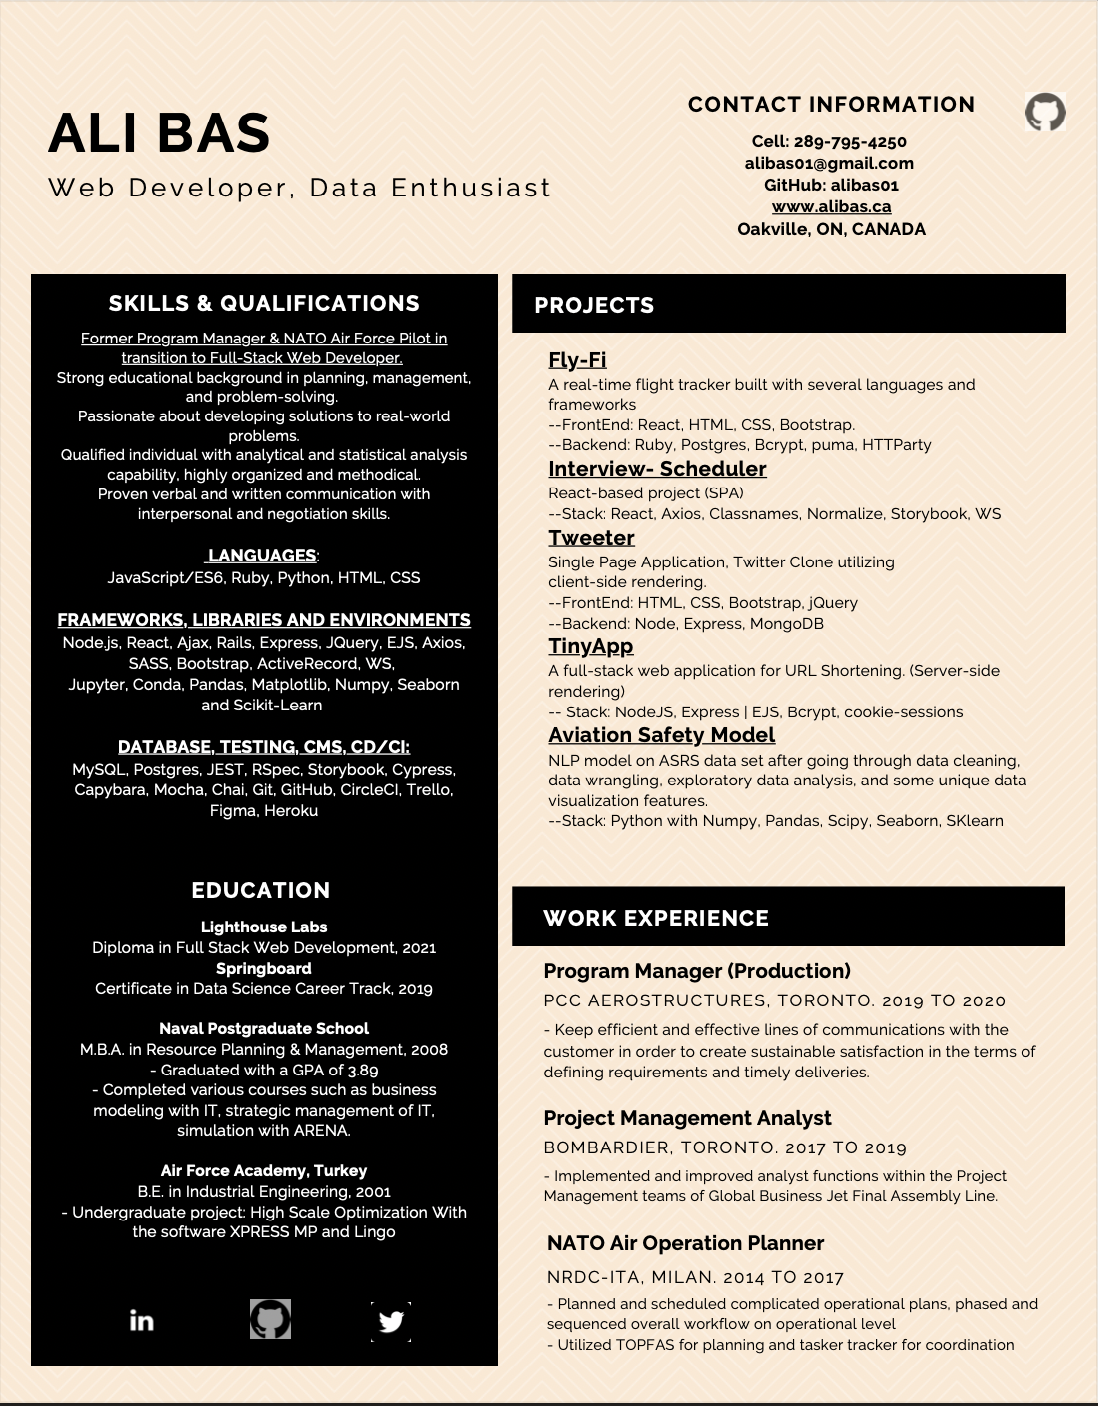 ALI BAS
Web Developer, Data Enthusiast
CONTACT INFORMATION
Cell: 289-795-4250
alibas01@gmail.com
GitHub: alibas01
www.alibas.ca
Oakville, ON, CANADA
SKILLS & QUALIFICATIONS
Former Program Manager & NATO Air Force Pilot in
transition to Full-Stack Web Developer.
Strong educational background in planning, management,
and problem-solving.
Passionate about developing solutions to real-world
problems.
Qualified individual with analytical and statistical analysis
capability, highly organized and methodical.
Proven verbal and written communication with
interpersonal and negotiation skills.
LANGUAGES:
JavaScript/ES6, Ruby, Python, HTML, CSS
FRAMEWORKS, LIBRARIES AND ENVIRONMENTS
Node.js, React, Ajax, Rails, Express, JQuery, EJS, Axios,
SASS, Bootstrap, ActiveRecord, WS,
Jupyter, Conda, Pandas, Matplotlib, Numpy, Seaborn
and Scikit-Learn
DATABASE, TESTING, CMS, CD/CI:
MySQL, Postgres, JEST, RSpec, Storybook, Cypress,
Capybara, Mocha, Chai, Git, GitHub, CircleCI, Trello,
Figma, Heroku
EDUCATION
Lighthouse Labs
Diploma in Full Stack Web Development, 2021
Springboard
Certificate in Data Science Career Track, 2019
Naval Postgraduate School
M.B.A. in Resource Planning & Management, 2008
- Graduated with a GPA of 3.89
- Completed various courses such as business
modeling with IT, strategic management of IT,
simulation with ARENA.
Air Force Academy, Turkey
B.E. in Industrial Engineering, 2001
- Undergraduate project: High Scale Optimization With
the software XPRESS MP and Lingo
in
PROJECTS
Fly-Fi
A real-time flight tracker built with several languages and
frameworks
--FrontEnd: React, HTML, CSS, Bootstrap.
--Backend: Ruby, Postgres, Bcrypt, puma, HTTParty
Interview- Scheduler
React-based project (SPA)
--Stack: React, Axios, Classnames, Normalize, Storybook, WS
Tweeter
Single Page Application, Twitter Clone utilizing
client-side rendering.
--FrontEnd: HTML, CSS, Bootstrap, jQuery
--Backend: Node, Express, MongoDB
TinyApp
A full-stack web application for URL Shortening. (Server-side
rendering)
-- Stack: NodeJS, Express | EJS, Bcrypt, cookie-sessions
Aviation Safety Model
NLP model on ASRS data set after going through data cleaning,
data wrangling, exploratory data analysis, and some unique data
visualization features.
--Stack: Python with Numpy, Pandas, Scipy, Seaborn, SKlearn
WORK EXPERIENCE
Program Manager (Production)
PCC AEROSTRUCTURES, TORONTO. 2019 TO 2020
- Keep efficient and effective lines of communications with the
customer in order to create sustainable satisfaction in the terms of
defining requirements and timely deliveries.
Project Management Analyst
BOMBARDIER, TORONTO. 2017 TO 2019
- Implemented and improved analyst functions within the Project
Management teams of Global Business Jet Final Assembly Line.
NATO Air Operation Planner
NRDC-ITA, MILAN. 2014 TO 2017
- Planned and scheduled complicated operational plans, phased and
sequenced overall workflow on operational level
- Utilized TOPFAS for planning and tasker tracker for coordination